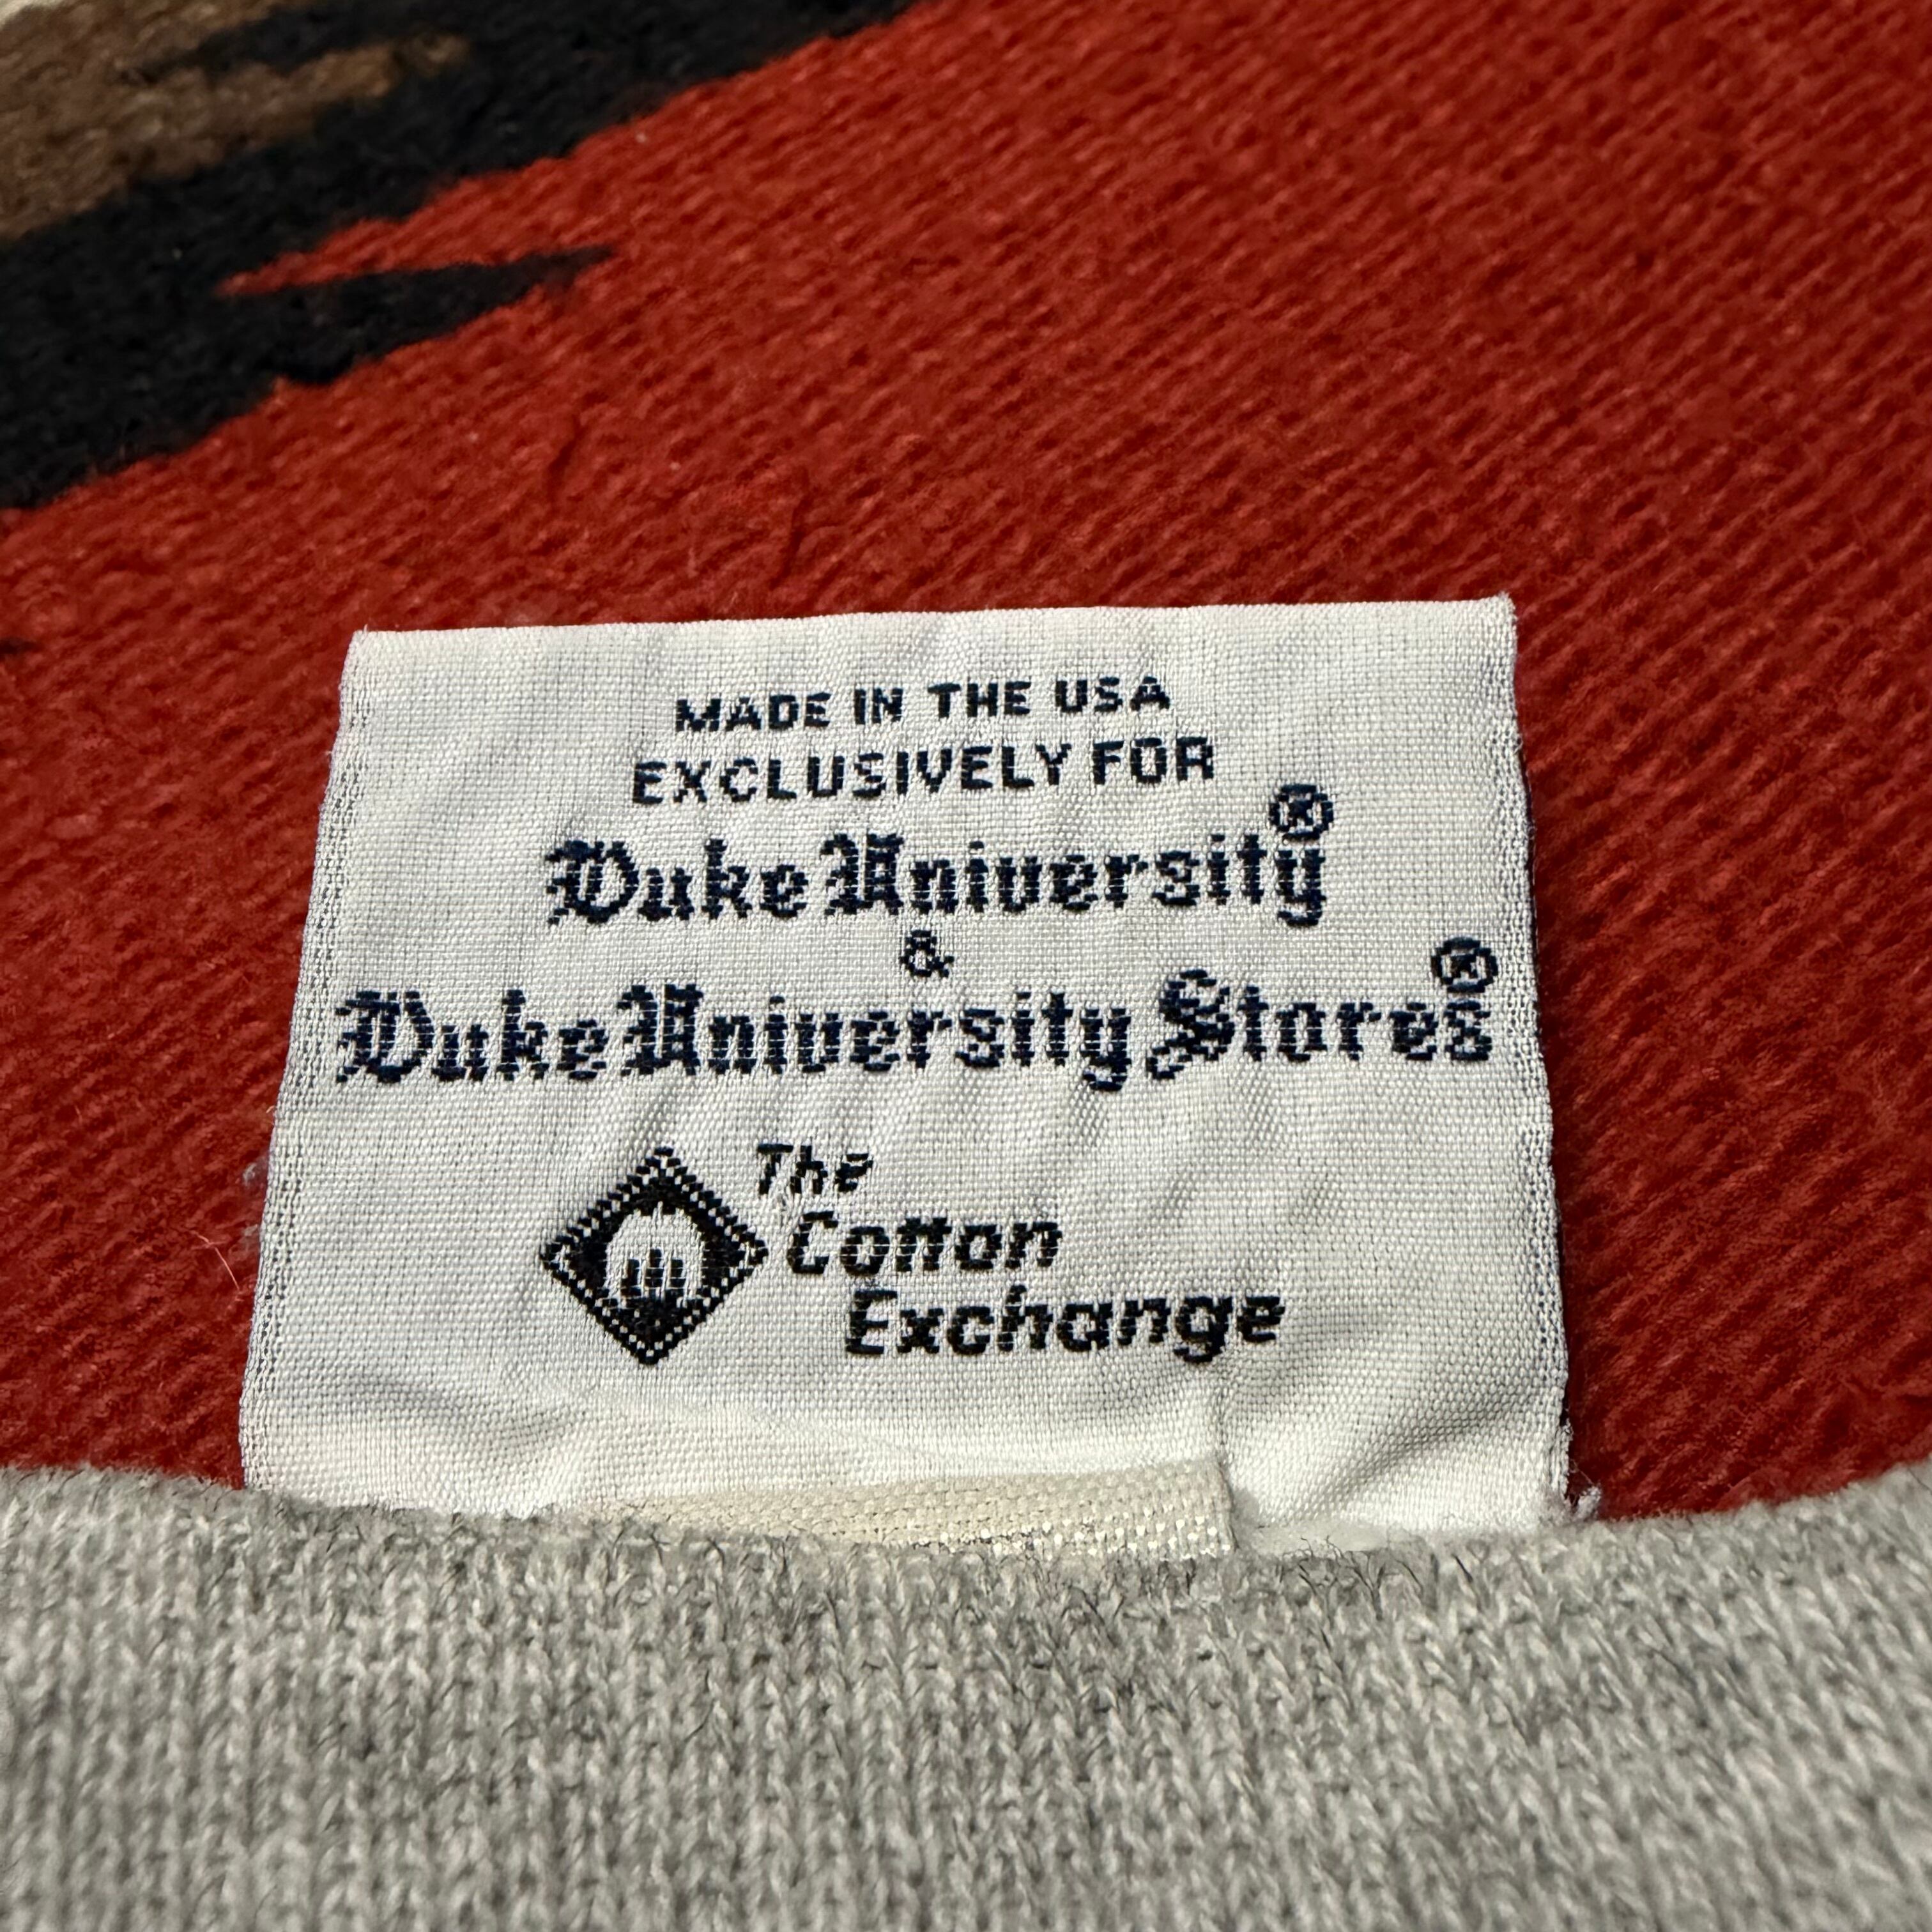 MADE IN THE USA
EXCLUSIVELY FOR
Duke University®
&
Duke University Stores®
The
Cotton
Exchange